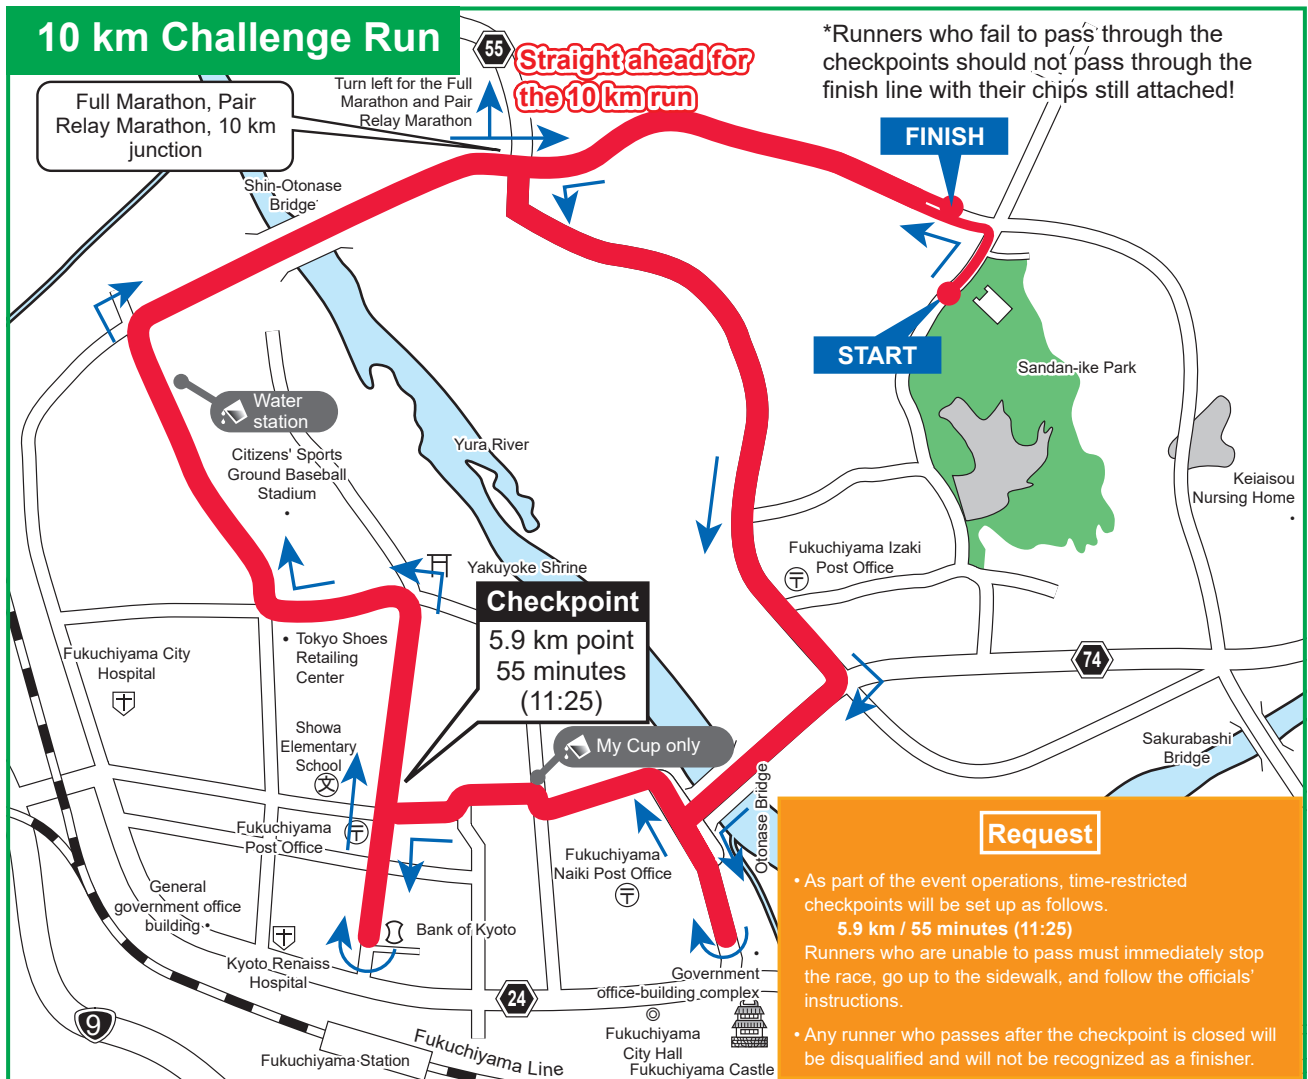 10 km Challenge Run
55
Straight ahead for
the 10 km run
*Runners who fail to pass through the
checkpoints should not pass through the
finish line with their chips still attached!
Turn left for the Full
Marathon and Pair
Relay Marathon
Full Marathon, Pair
Relay Marathon, 10 km
junction
FINISH
Shin-Otonase
Bridge
START
Sandan-ike Park
Water
station
Citizens' Sports
Ground Baseball
Stadium
Yura River
Keiaisou
Nursing Home
Fukuchiyama Izaki
Post Office
〒
Yakuyoke Shrine
Checkpoint
5.9 km point
55 minutes
(11:25)
Tokyo Shoes
Retailing
Center
Fukuchiyama City
Hospital
74
Showa
Elementary
School
文
My Cup only
Sakurabashi
Bridge
Otonase Bridge
Fukuchiyama
Post Office
〒
Fukuchiyama
Naiki Post Office
〒
General
government office
building
Bank of Kyoto
Kyoto Renaiss
Hospital
Government
office-building complex
24
9
Fukuchiyama
City Hall
Fukuchiyama Castle
Fukuchiyama Station
Fukuchiyama Line
Request
• As part of the event operations, time-restricted
checkpoints will be set up as follows.
5.9 km / 55 minutes (11:25)
Runners who are unable to pass must immediately stop
the race, go up to the sidewalk, and follow the officials'
instructions.
• Any runner who passes after the checkpoint is closed will
be disqualified and will not be recognized as a finisher.